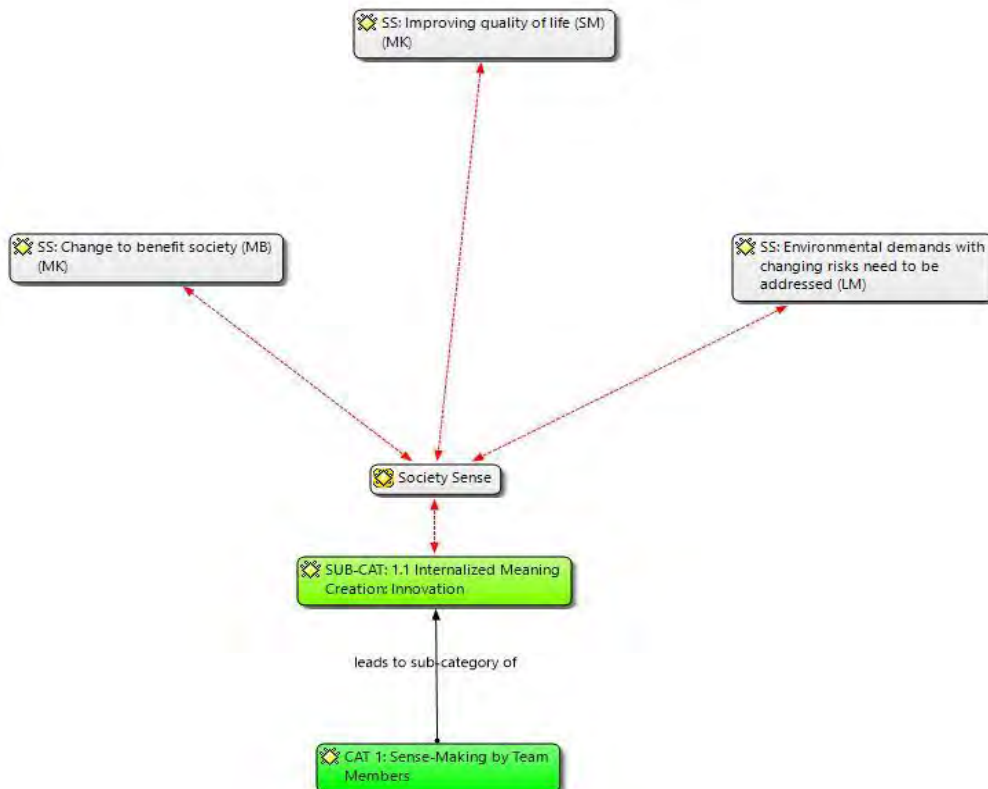 SS: Improving quality of life (SM)
(MK)
SS: Change to benefit society (MB)
(MK)
SS: Environmental demands with
changing risks need to be
addressed (LM)
Society Sense
SUB-CAT: 1.1 Internalized Meaning
Creation: Innovation
leads to sub-category of
CAT 1: Sense-Making by Team
Members